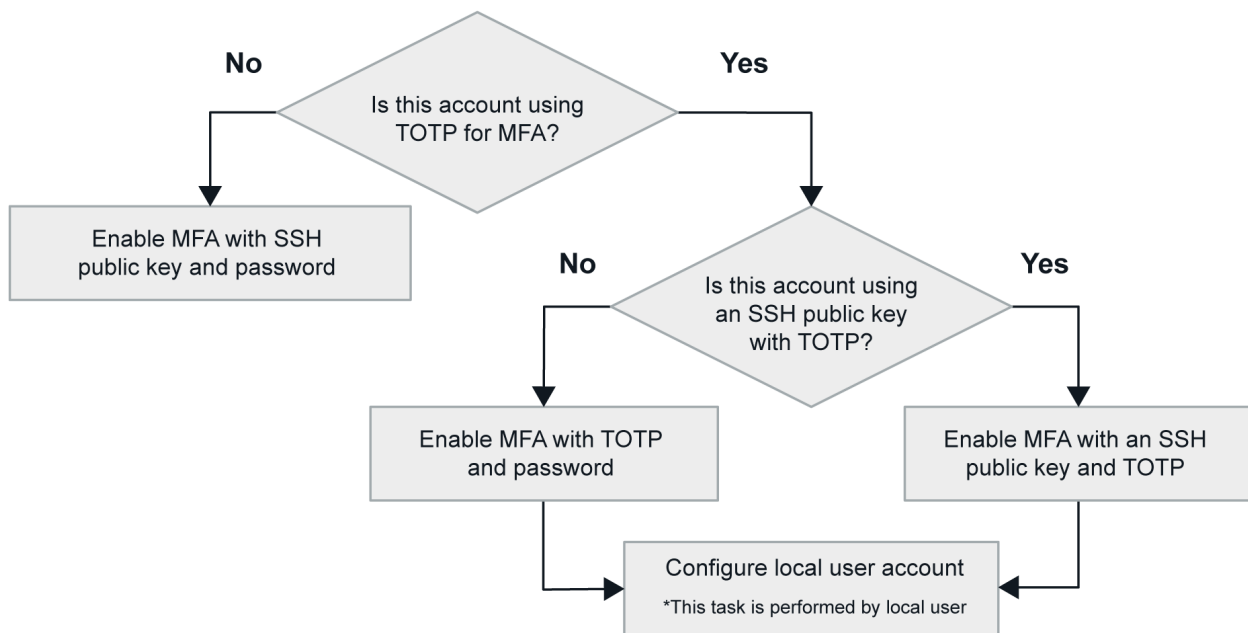 No
Yes
Is this account using
TOTP for MFA?
Enable MFA with SSH
public key and password
No
Yes
Is this account using
an SSH public key
with TOTP?
Enable MFA with TOTP
and password
Enable MFA with an SSH
public key and TOTP
Configure local user account
*This task is performed by local user